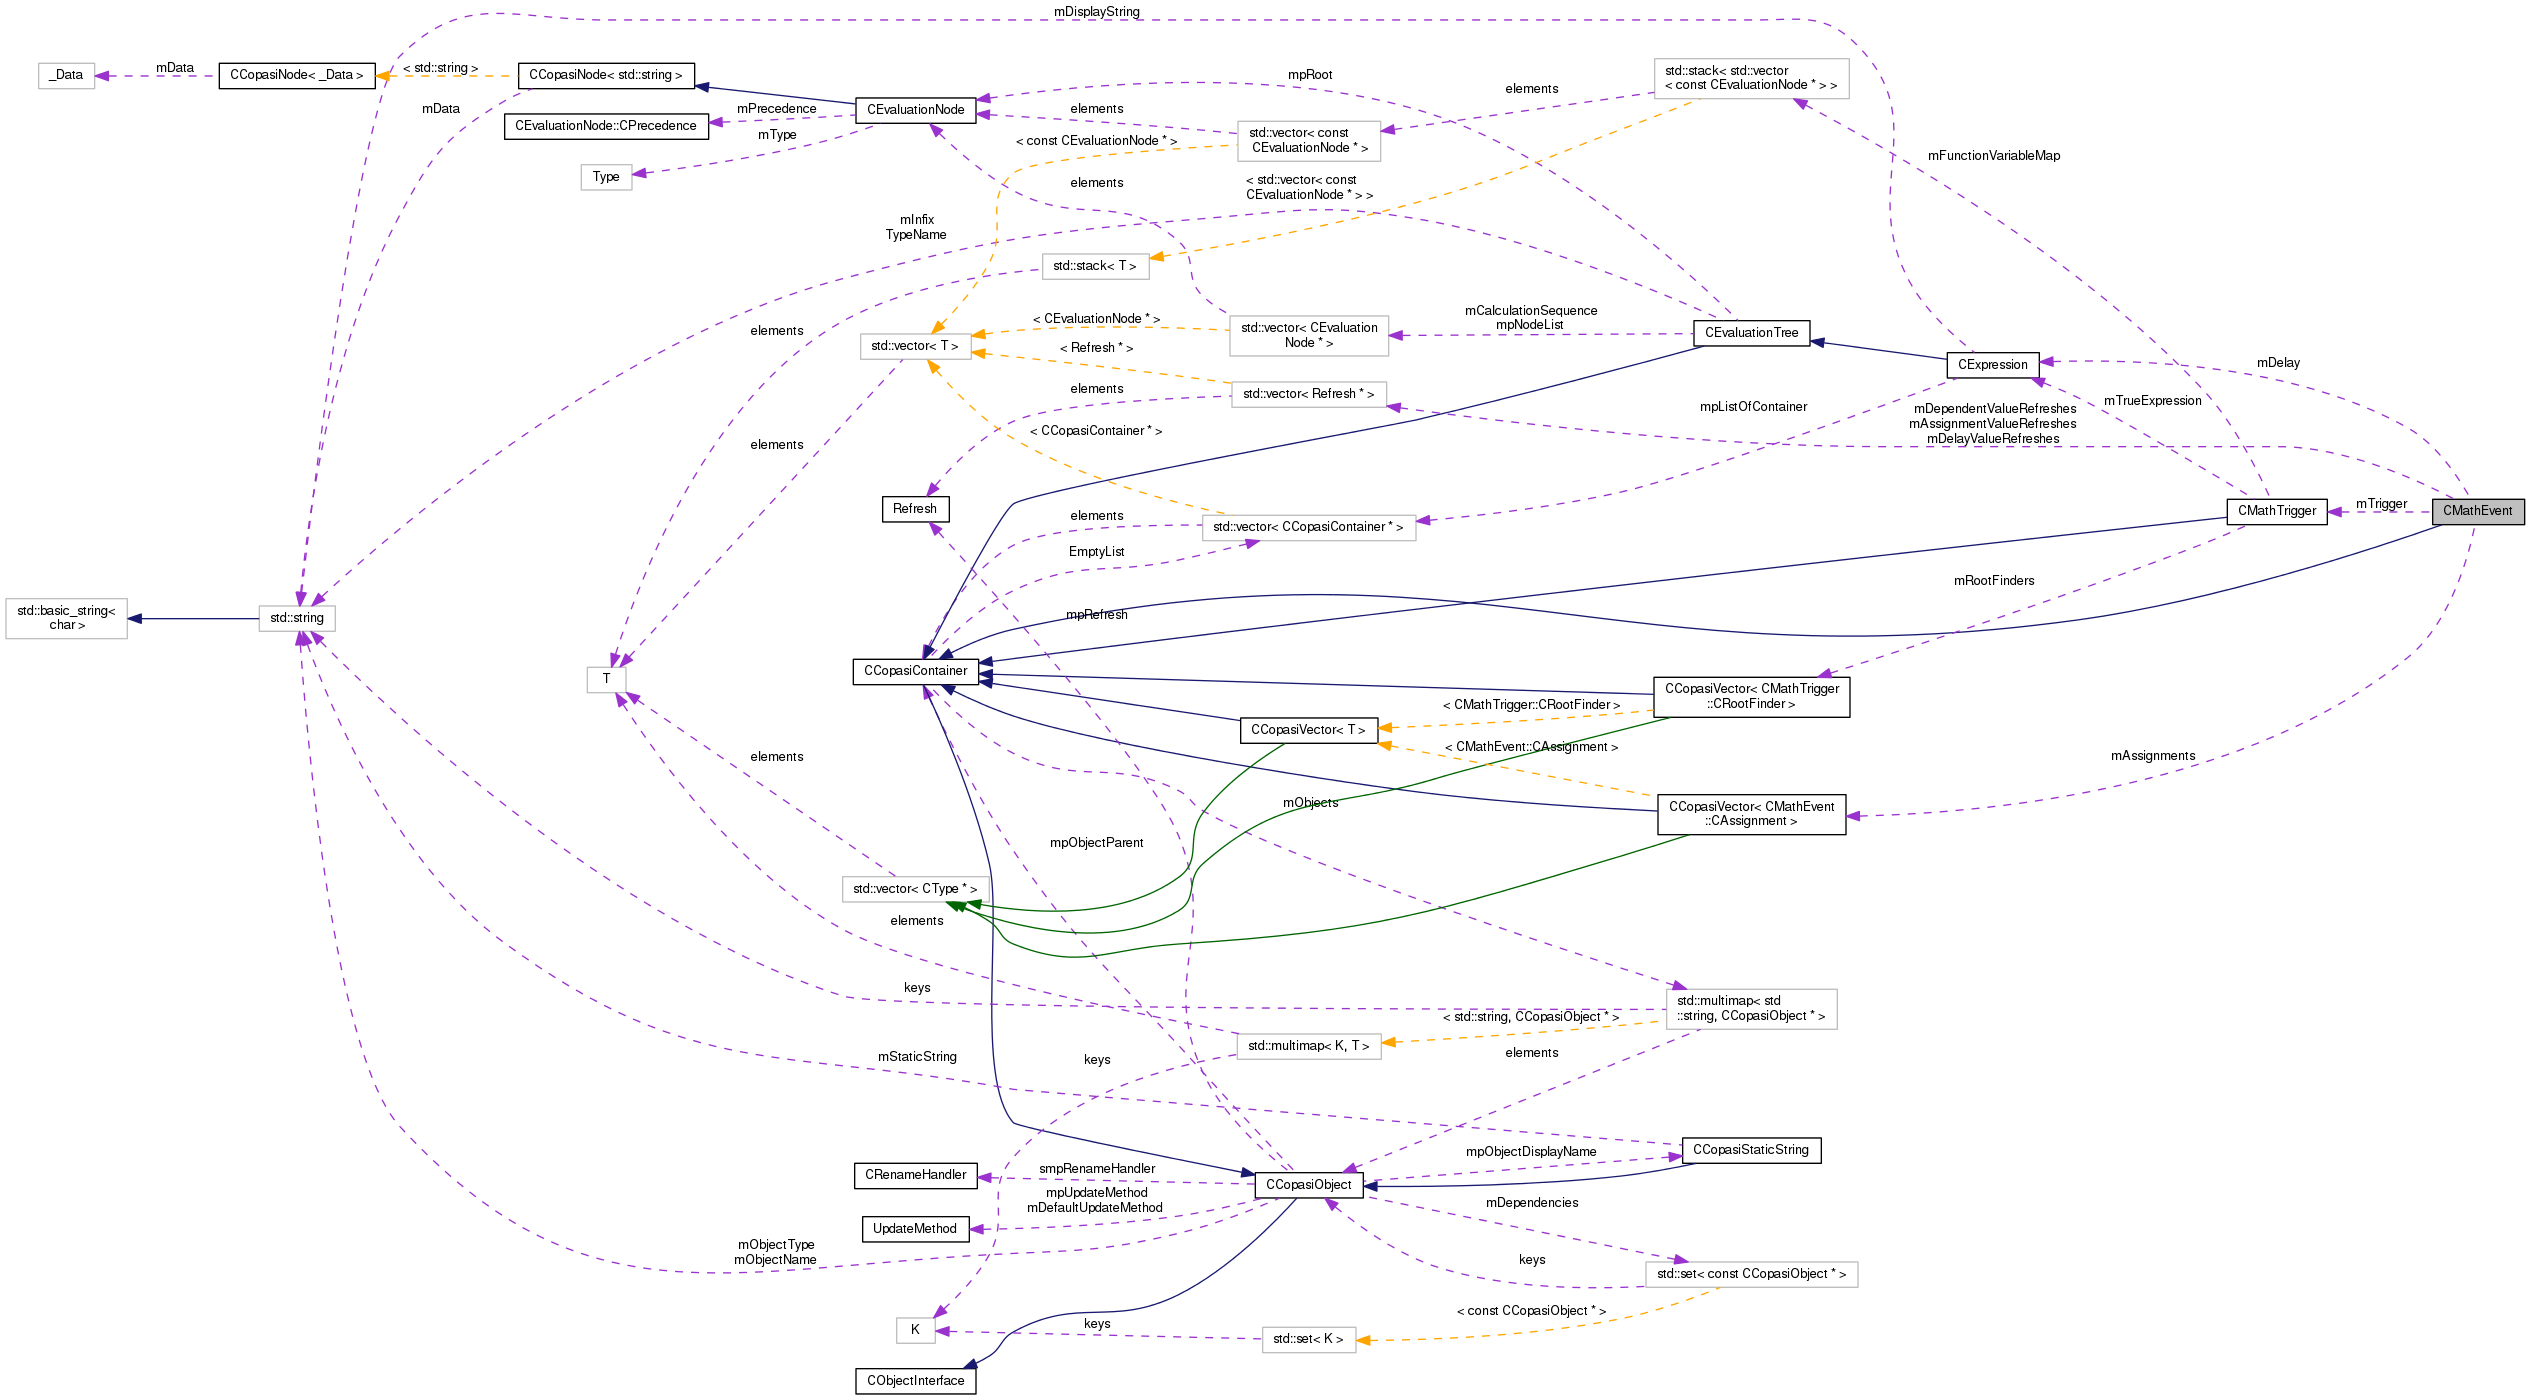 mDisplayString
_Data
mData
CCopasiNode< _Data >
< std::string >
CCopasiNode< std::string >
mData
CEvaluationNode
mPrecedence
CEvaluationNode::CPrecedence
mType
Type
mpRoot
elements
std::stack< std::vector
< const CEvaluationNode * > >
elements
std::vector< const
CEvaluationNode * >
< const CEvaluationNode * >
mFunctionVariableMap
elements
< std::vector< const
CEvaluationNode * > >
mInfix
TypeName
std::stack< T >
elements
mCalculationSequence
mpNodeList
< CEvaluationNode * >
std::vector< CEvaluation
Node * >
CEvaluationTree
std::vector< T >
< Refresh * >
CExpression
mDelay
elements
std::vector< Refresh * >
mTrueExpression
mpListOfContainer
mDependentValueRefreshes
mAssignmentValueRefreshes
mDelayValueRefreshes
< CCopasiContainer * >
elements
Refresh
elements
std::vector< CCopasiContainer * >
mTrigger
CMathTrigger
CMathEvent
EmptyList
mRootFinders
std::basic_string<
char >
std::string
mpRefresh
CCopasiContainer
T
CCopasiVector< CMathTrigger
::CRootFinder >
< CMathTrigger::CRootFinder >
CCopasiVector< T >
< CMathEvent::CAssignment >
elements
mAssignments
mObjects
CCopasiVector< CMathEvent
::CAssignment >
mpObjectParent
std::vector< CType * >
elements
keys
std::multimap< std
::string, CCopasiObject * >
< std::string, CCopasiObject * >
std::multimap< K, T >
mStaticString
keys
elements
CRenameHandler
smpRenameHandler
mpObjectDisplayName
CCopasiStaticString
CCopasiObject
mpUpdateMethod
mDefaultUpdateMethod
UpdateMethod
mDependencies
mObjectType
mObjectName
keys
std::set< const CCopasiObject * >
< const CCopasiObject * >
K
keys
std::set< K >
CObjectInterface